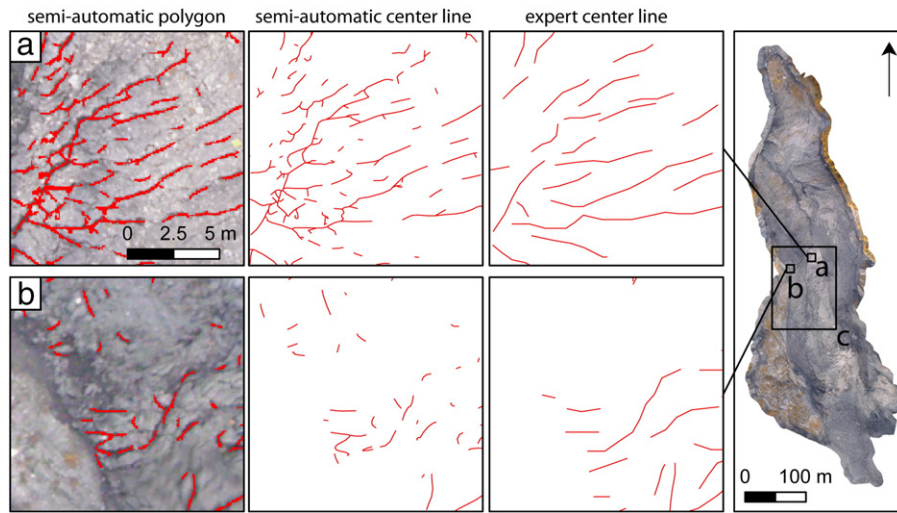 semi-automatic polygon
semi-automatic center line
expert center line
a
0 2.5 5 m
b
a
b
c
0 100 m